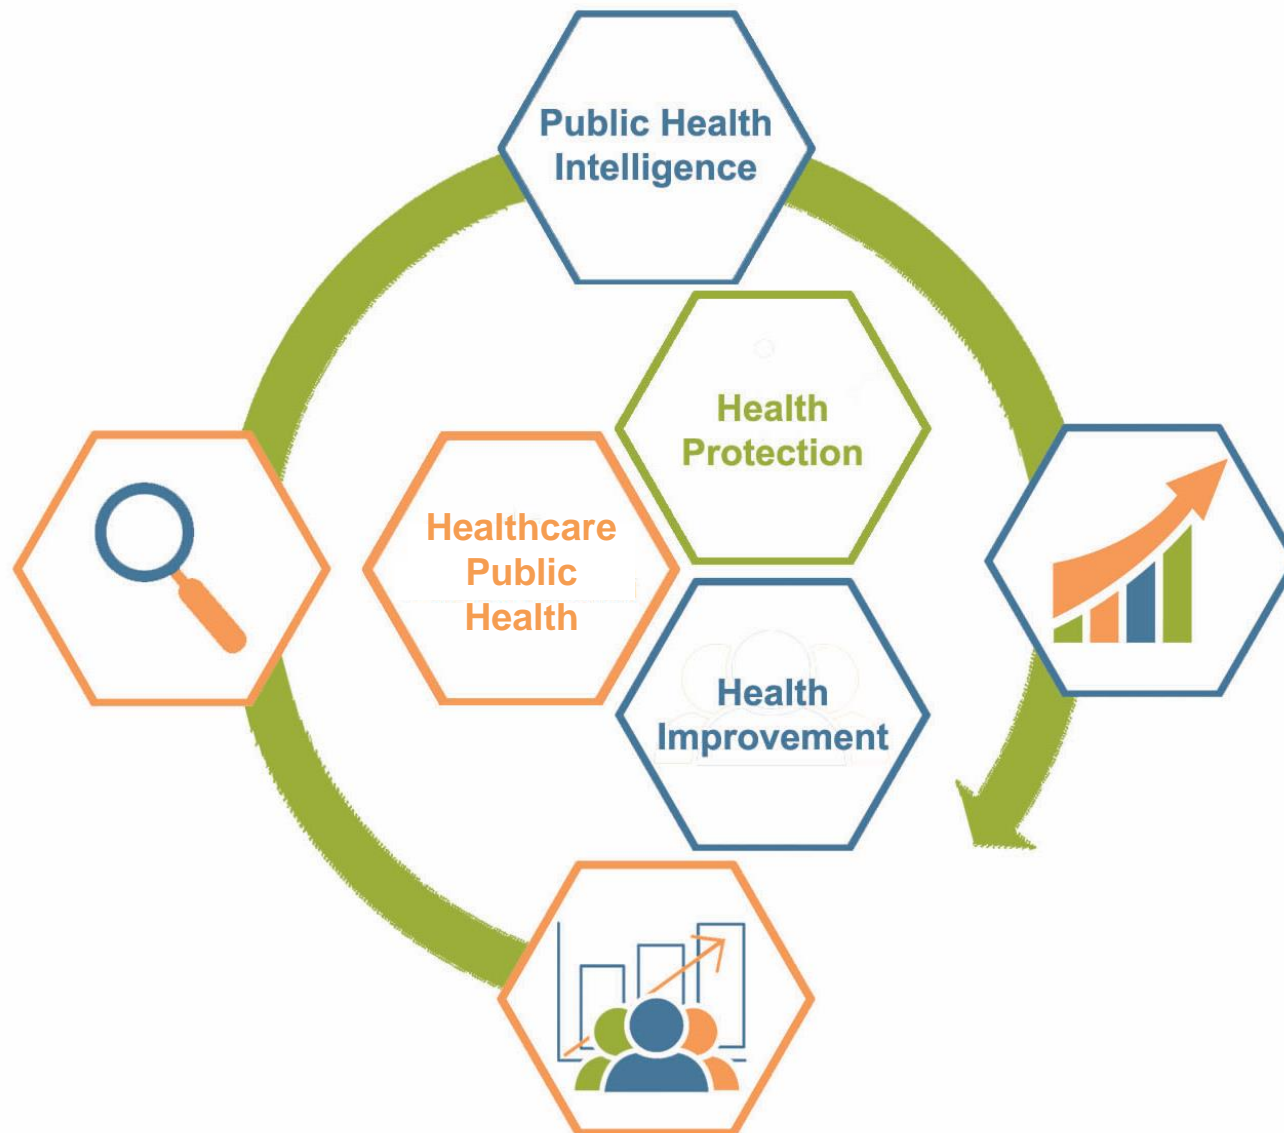 Public Health
Intelligence
Health
Protection
Healthcare
Public
Health
Health
Improvement